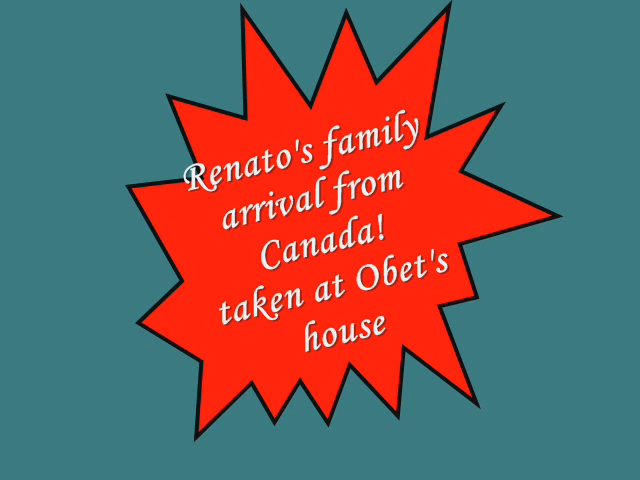 Renato's family
arrival from
Canada!
taken at Obet's
house